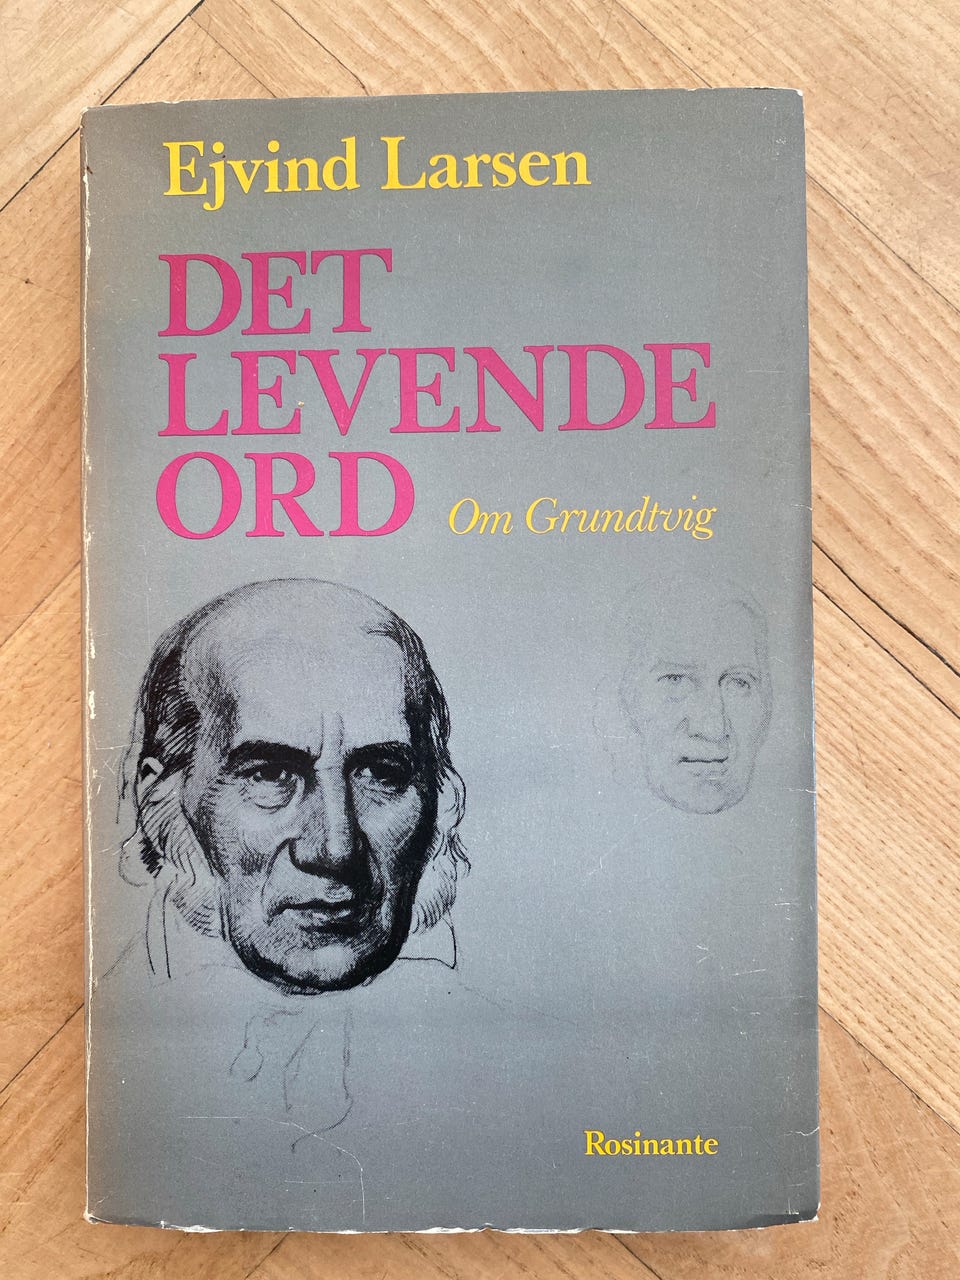 Ejvind Larsen
DET
LEVENDE
ORD Om Grundtvig
Rosinante